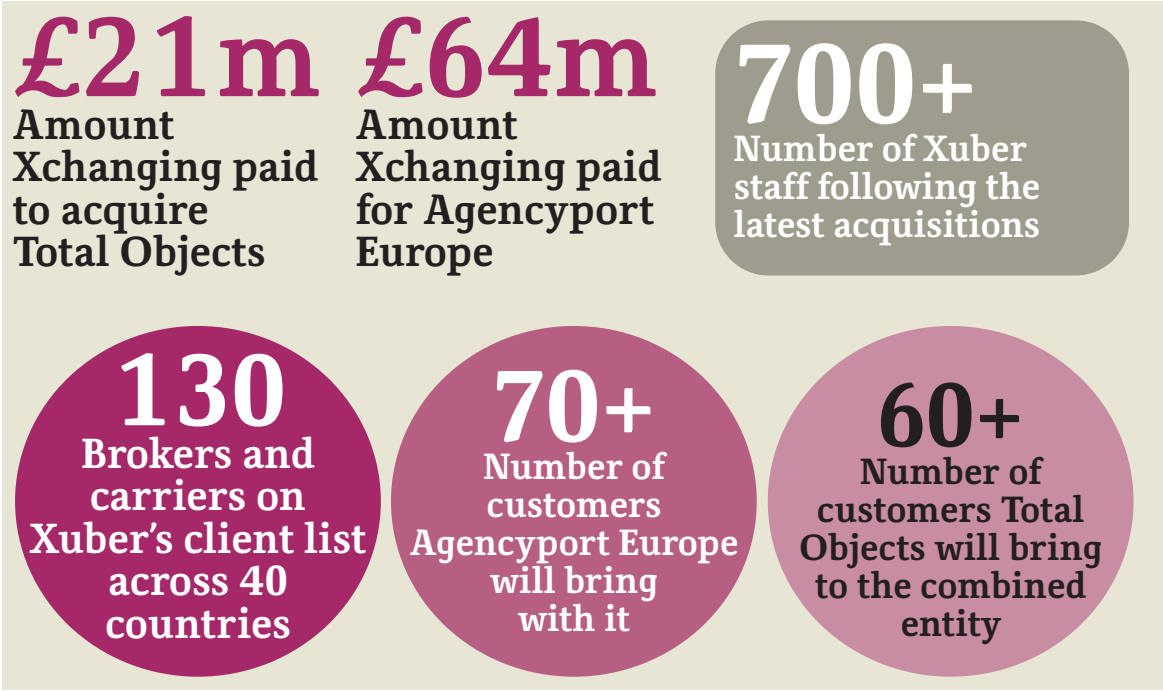 £21m
Amount
Xchanging paid
to acquire
Total Objects
£64m
Amount
Xchanging paid
for Agencyport
Europe
700+
Number of Xuber
staff following the
latest acquisitions
130
Brokers and
carriers on
Xuber’s client list
across 40
countries
70+
Number of
customers
Agencyport Europe
will bring
with it
60+
Number of
customers Total
Objects will bring
to the combined
entity